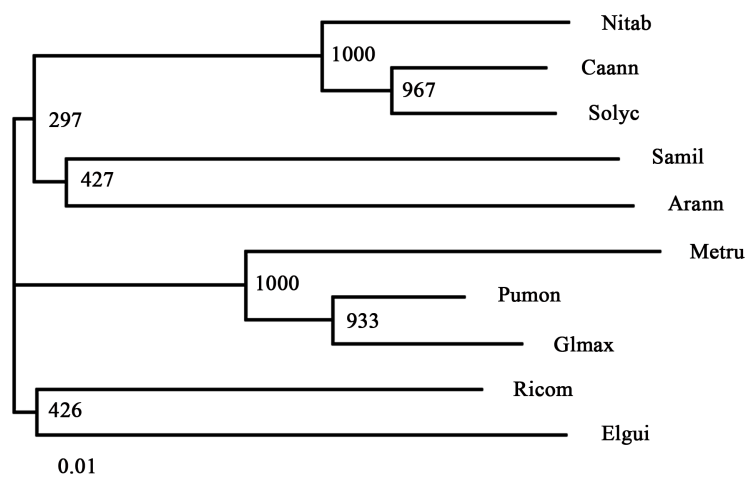 Nitab
1000
Caann
967
Solyc
297
Samil
427
Arann
Metru
1000
Pumon
933
Glmax
Ricom
426
Elgui
0.01